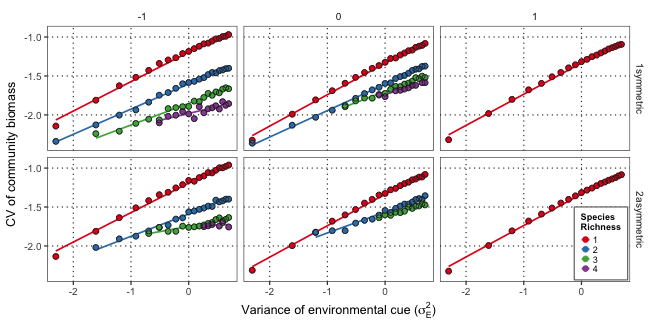 -1 0 1
-1.0
-1.5
-2.0
1symmetric
-1.0
-1.5
-2.0
2asymmetric
CV of community biomass
Species
Richness
1
2
3
4
-2 -1 0 -2 -1 0 -2 -1 0
Variance of environmental cue (σ²E)